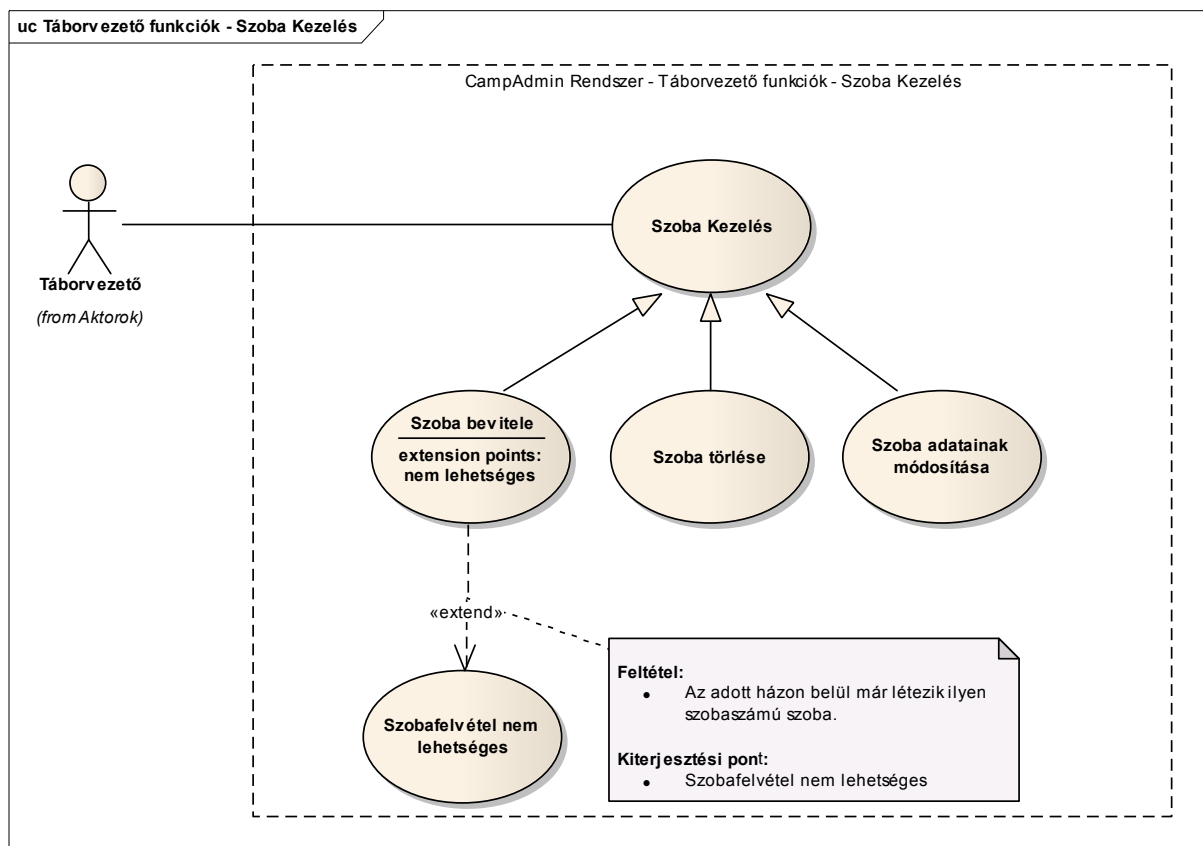 uc Táborvezető funkciók - Szoba Kezelés
CampAdmin Rendszer - Táborvezető funkciók - Szoba Kezelés
Táborvezető
(from Aktorok)
Szoba Kezelés
Szoba bevitele
extension points:
nem lehetséges
Szoba törlése
Szoba adatainak
módosítása
«extend»
Szobafelvétel nem
lehetséges
Feltétel:
• Az adott házon belül már létezik ilyen
szobaszámú szoba.
Kiterjesztési pont:
• Szobafelvétel nem lehetséges